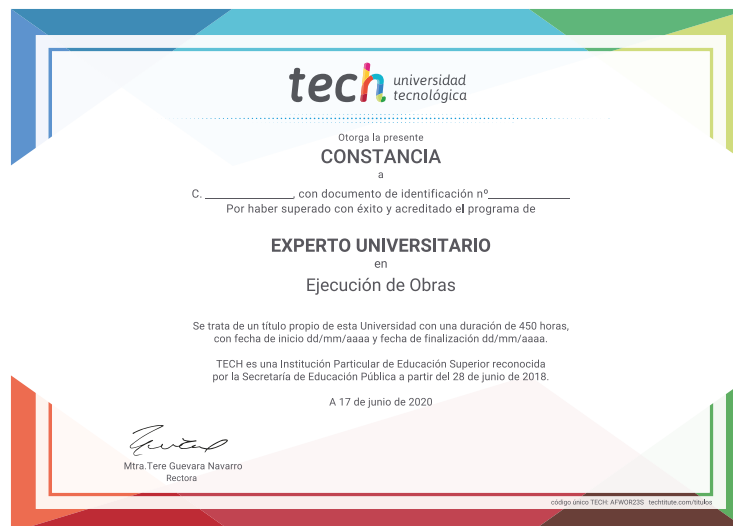 tech universidad
tecnológica
Otorga la presente
CONSTANCIA
a
C. ______________, con documento de identificación nº______________
Por haber superado con éxito y acreditado el programa de
EXPERTO UNIVERSITARIO
en
Ejecución de Obras
Se trata de un título propio de esta Universidad con una duración de 450 horas,
con fecha de inicio dd/mm/aaaa y fecha de finalización dd/mm/aaaa.
TECH es una Institución Particular de Educación Superior reconocida
por la Secretaría de Educación Pública a partir del 28 de junio de 2018.
A 17 de junio de 2020
Mtra.Tere Guevara Navarro
Rectora
código único TECH: AFWOR23S techtitute.com/titulos